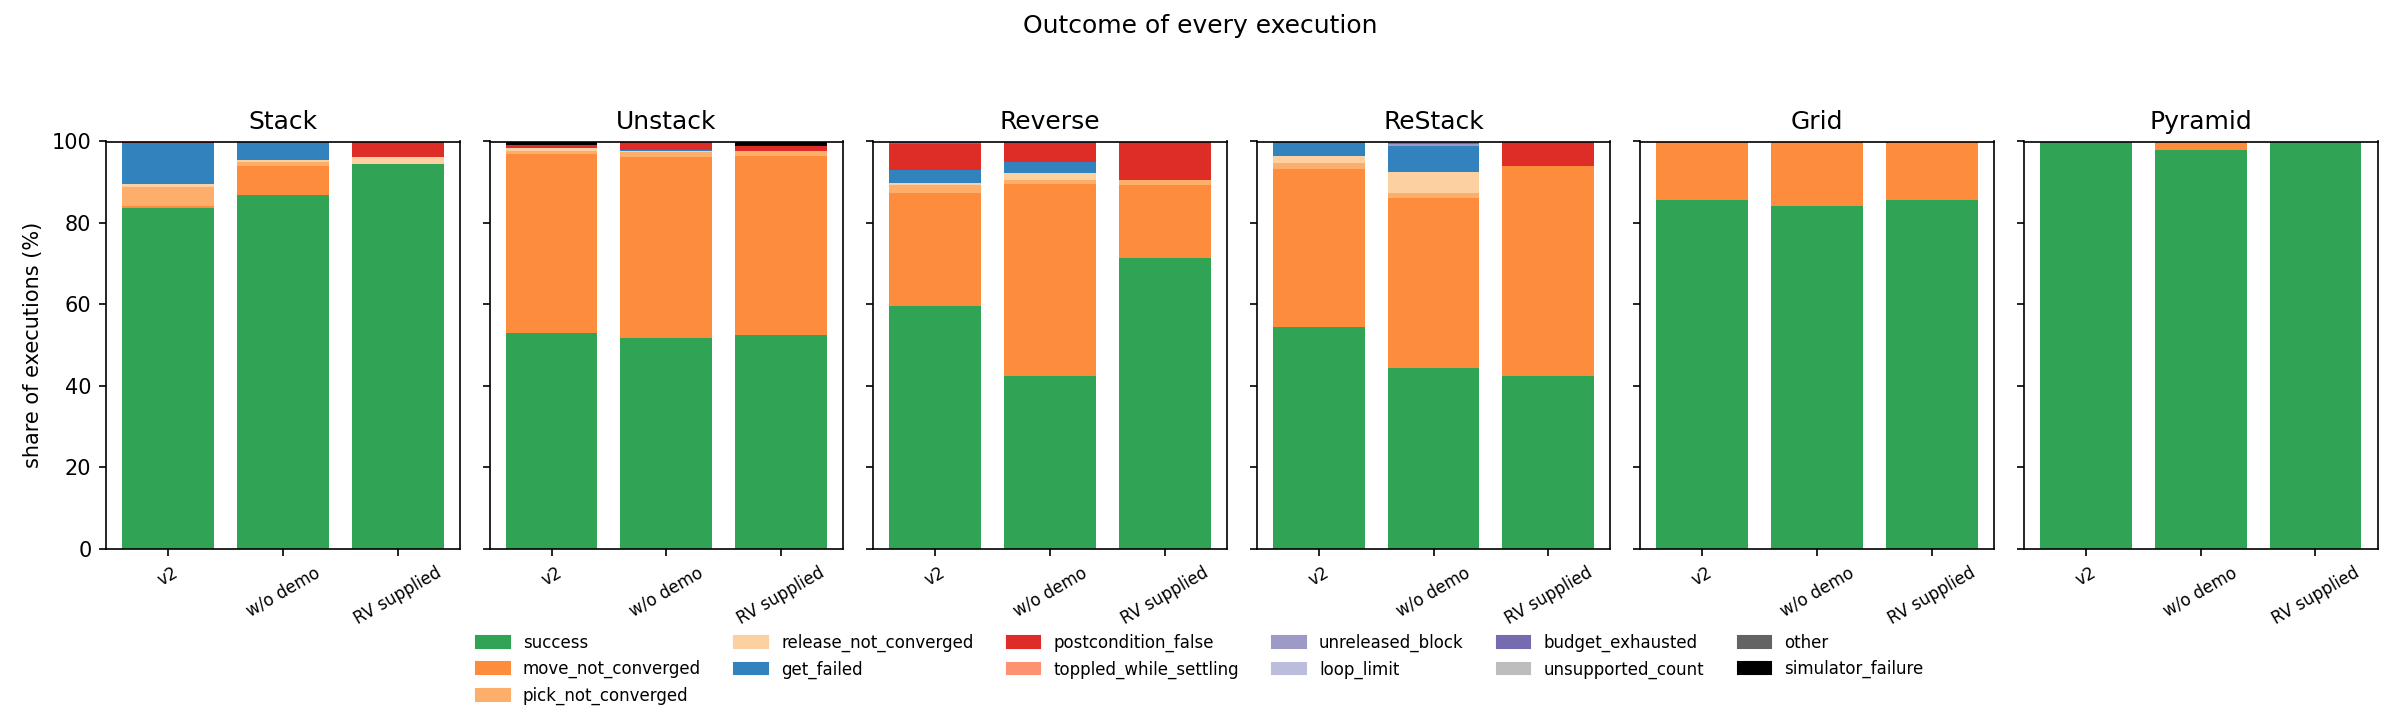 Outcome of every execution
Stack Unstack Reverse ReStack Grid Pyramid
share of executions (%)
100
80
60
40
20
0
v2 w/o demo RV supplied v2 w/o demo RV supplied v2 w/o demo RV supplied v2 w/o demo RV supplied v2 w/o demo RV supplied v2 w/o demo RV supplied
success release_not_converged postcondition_false unreleased_block budget_exhausted other
move_not_converged get_failed toppled_while_settling loop_limit unsupported_count simulator_failure
pick_not_converged